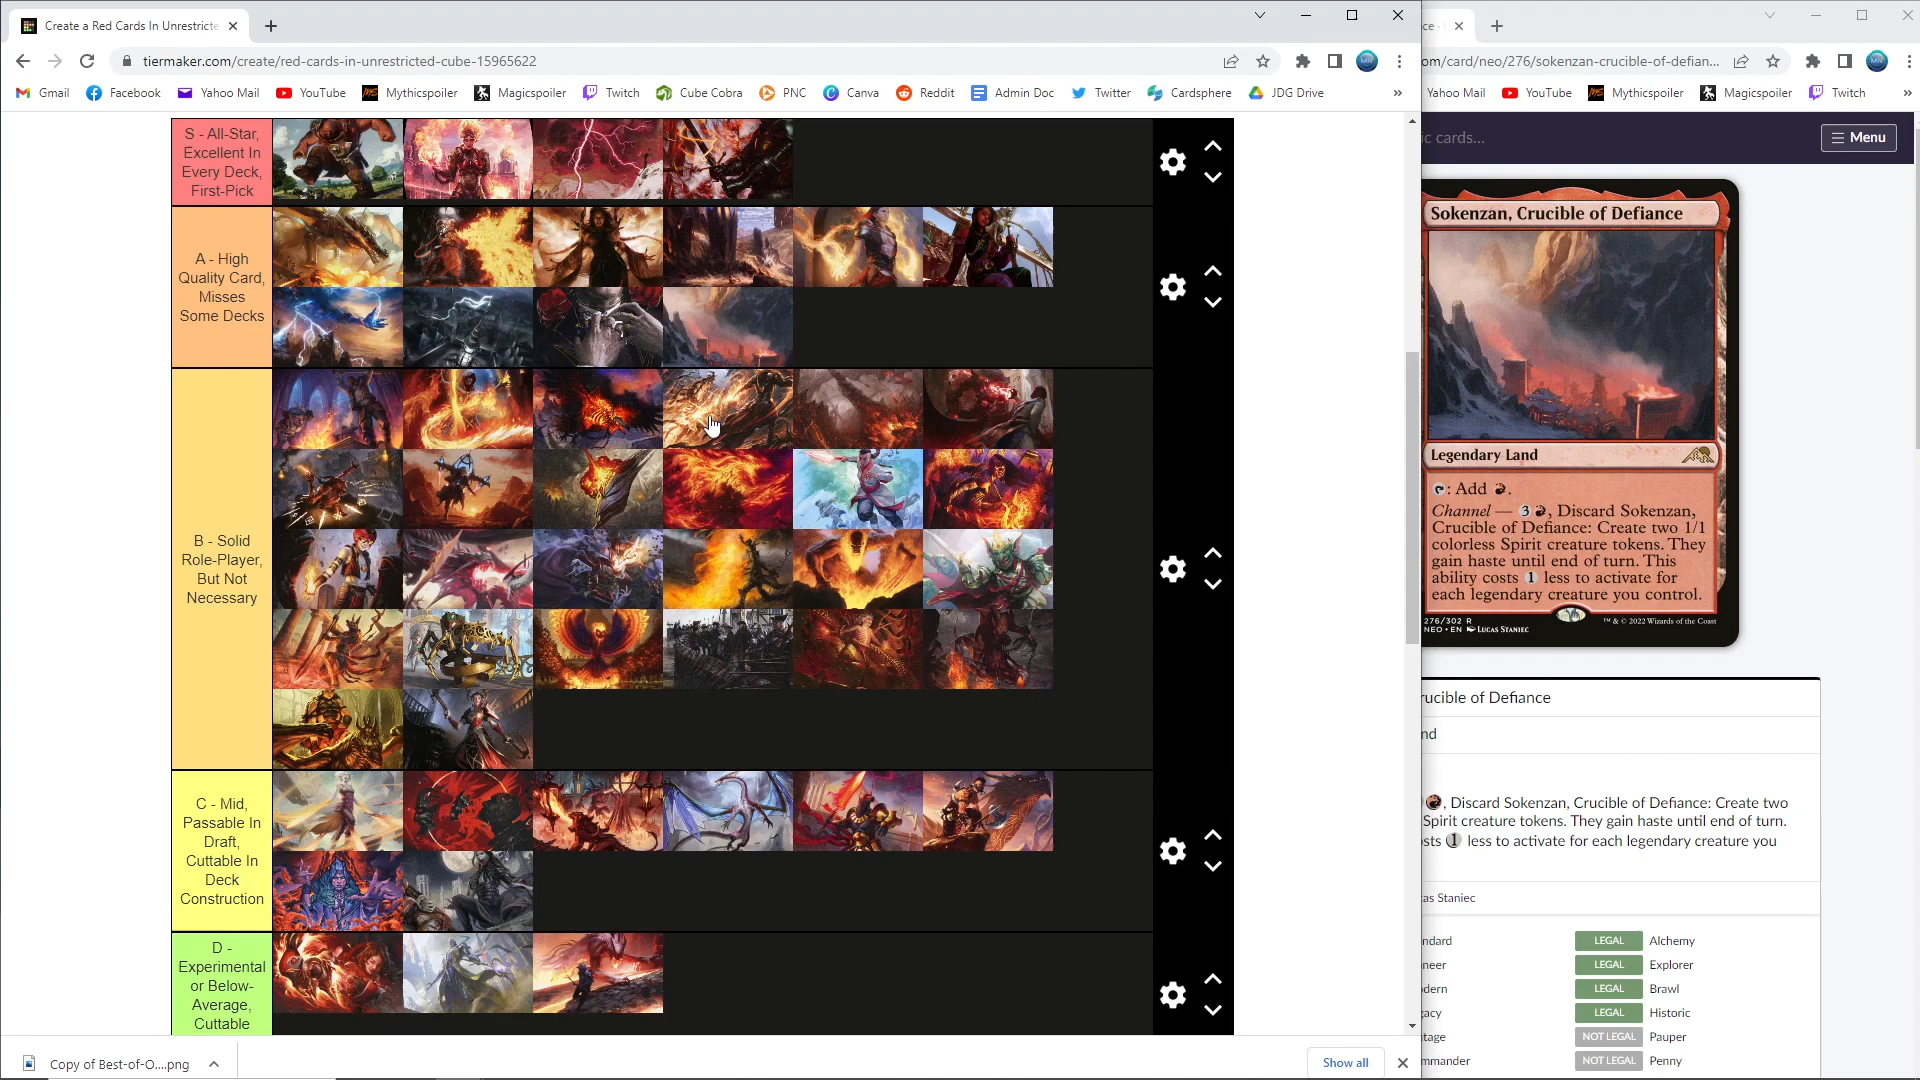 Create a Red Cards In Unrestricte
tiermaker.com/create/red-cards-in-unrestricted-cube-15965622
om/card/neo/276/sokenzan-crucible-of-defian...
Gmail Facebook Yahoo Mail YouTube Mythicspoiler Magicspoiler Twitch Cube Cobra PNC Canva Reddit Admin Doc Twitter Cardsphere JDG Drive »
Yahoo Mail YouTube Mythicspoiler Magicspoiler Twitch »
S - All-Star,
Excellent In
Every Deck,
First-Pick
A - High
Quality Card,
Misses
Some Decks
B - Solid
Role-Player,
But Not
Necessary
C - Mid,
Passable In
Draft,
Cuttable In
Deck
Construction
D -
Experimental
or Below-
Average,
Cuttable
ic cards...
Menu
Sokenzan, Crucible of Defiance
Legendary Land
: Add .
Channel — 3 , Discard Sokenzan,
Crucible of Defiance: Create two 1/1
colorless Spirit creature tokens. They
gain haste until end of turn. This
ability costs 1 less to activate for
each legendary creature you control.
276/302 R
NEO • EN LUCAS STANIEC
™ & © 2022 Wizards of the Coast
rucible of Defiance
nd
, Discard Sokenzan, Crucible of Defiance: Create two
Spirit creature tokens. They gain haste until end of turn.
sts 1 less to activate for each legendary creature you
as Staniec
ndard LEGAL Alchemy
neer LEGAL Explorer
dern LEGAL Brawl
gacy LEGAL Historic
tage NOT LEGAL Pauper
mmander NOT LEGAL Penny
Copy of Best-of-O....png
Show all